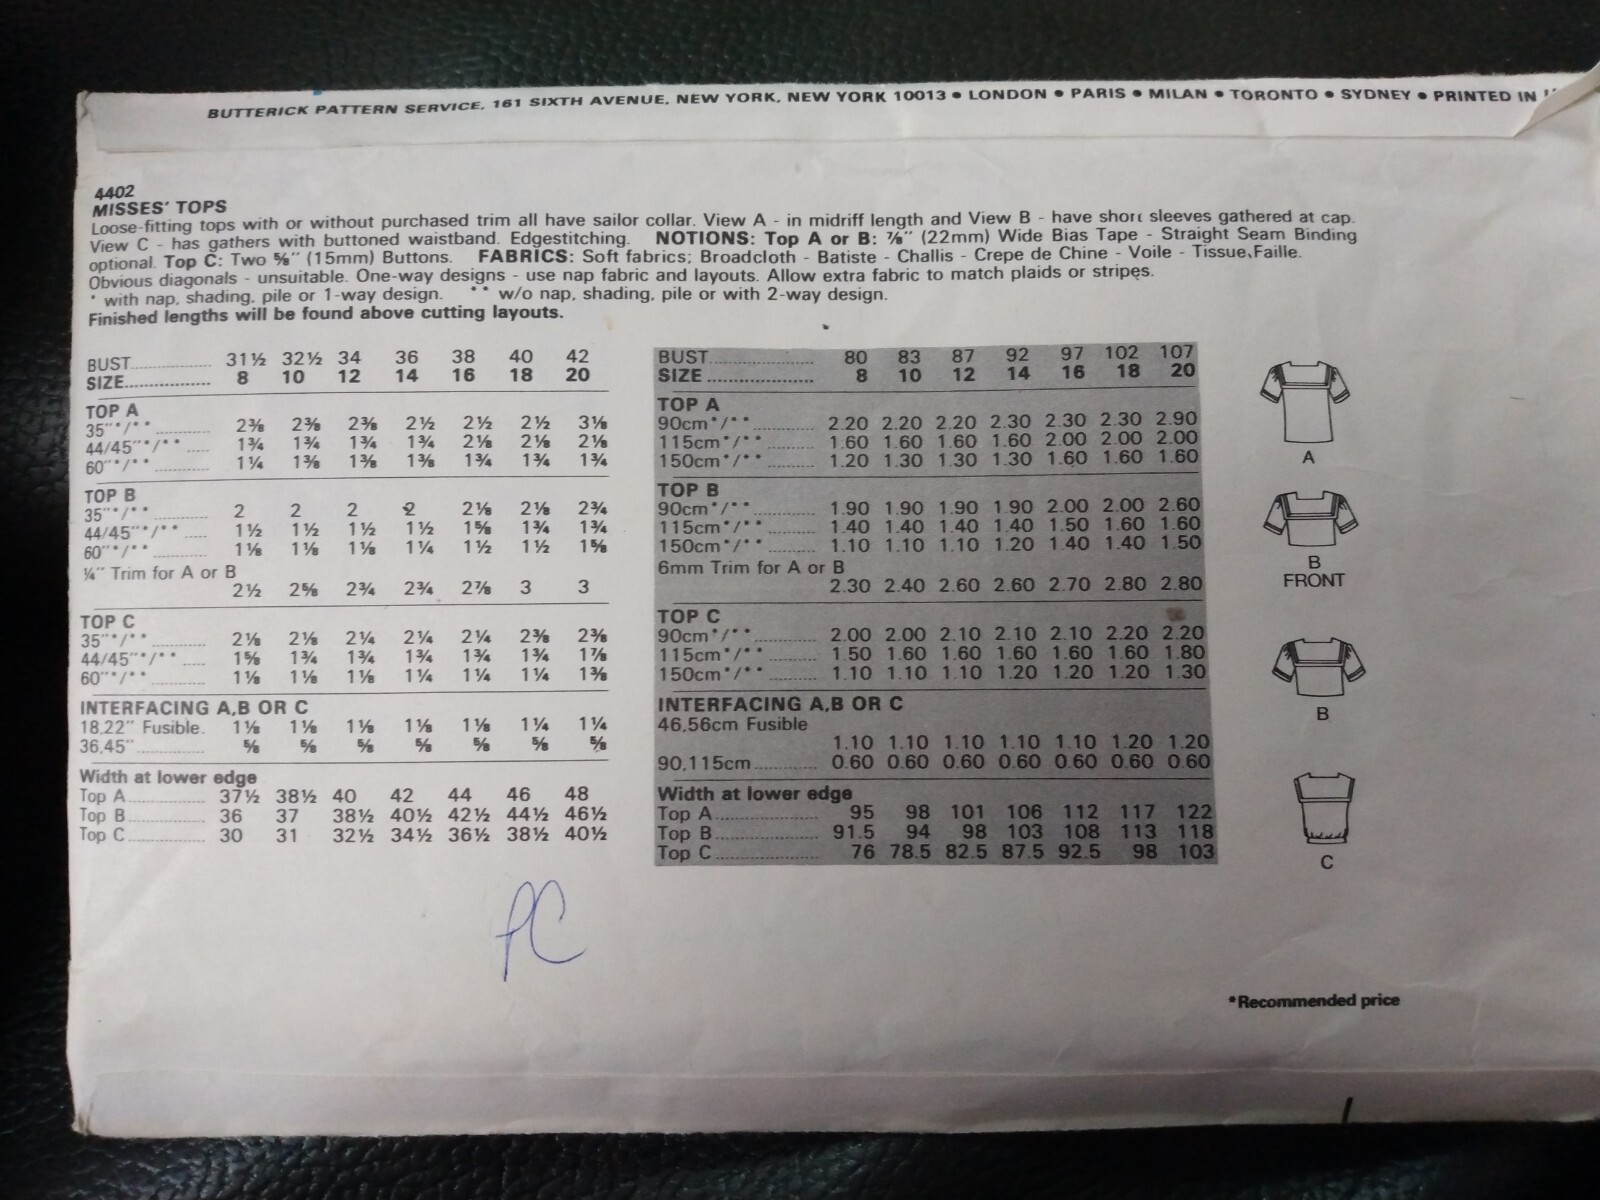 BUTTERICK PATTERN SERVICE, 161 SIXTH AVENUE, NEW YORK, NEW YORK 10013 • LONDON • PARIS • MILAN • TORONTO • SYDNEY • PRINTED IN
4402
MISSES' TOPS
Loose-fitting tops with or without purchased trim all have sailor collar. View A - in midriff length and View B - have short sleeves gathered at cap.
View C - has gathers with buttoned waistband. Edgestitching. NOTIONS: Top A or B: ⅞" (22mm) Wide Bias Tape - Straight Seam Binding
optional. Top C: Two ⅝" (15mm) Buttons. FABRICS: Soft fabrics; Broadcloth - Batiste - Challis - Crepe de Chine - Voile - Tissue Faille.
Obvious diagonals - unsuitable. One-way designs - use nap fabric and layouts. Allow extra fabric to match plaids or stripes.
* with nap, shading, pile or 1-way design. ** w/o nap, shading, pile or with 2-way design.
Finished lengths will be found above cutting layouts.
BUST 31½ 32½ 34 36 38 40 42
SIZE 8 10 12 14 16 18 20
TOP A
35"*/** 2⅜ 2⅜ 2⅜ 2½ 2½ 2½ 3⅛
44/45"*/** 1¾ 1¾ 1¾ 1¾ 2⅛ 2⅛ 2⅛
60"*/** 1¼ 1⅜ 1⅜ 1⅜ 1¾ 1¾ 1¾
TOP B
35"*/** 2 2 2 2 2⅛ 2⅛ 2¾
44/45"*/** 1½ 1½ 1½ 1½ 1⅝ 1¾ 1¾
60"*/** 1⅛ 1⅛ 1⅛ 1¼ 1½ 1½ 1⅝
¼" Trim for A or B
2½ 2⅝ 2¾ 2¾ 2⅞ 3 3
TOP C
35"*/** 2⅛ 2⅛ 2¼ 2¼ 2¼ 2⅜ 2⅜
44/45"*/** 1⅝ 1¾ 1¾ 1¾ 1¾ 1¾ 1⅞
60"*/** 1⅛ 1⅛ 1⅛ 1¼ 1¼ 1¼ 1⅜
INTERFACING A,B OR C
18,22" Fusible. 1⅛ 1⅛ 1⅛ 1⅛ 1⅛ 1¼ 1¼
36,45" ⅝ ⅝ ⅝ ⅝ ⅝ ⅝ ⅝
Width at lower edge
Top A 37½ 38½ 40 42 44 46 48
Top B 36 37 38½ 40½ 42½ 44½ 46½
Top C 30 31 32½ 34½ 36½ 38½ 40½
BUST 80 83 87 92 97 102 107
SIZE 8 10 12 14 16 18 20
TOP A
90cm*/** 2.20 2.20 2.20 2.30 2.30 2.30 2.90
115cm*/** 1.60 1.60 1.60 1.60 2.00 2.00 2.00
150cm*/** 1.20 1.30 1.30 1.30 1.60 1.60 1.60
TOP B
90cm*/** 1.90 1.90 1.90 1.90 2.00 2.00 2.60
115cm*/** 1.40 1.40 1.40 1.40 1.50 1.60 1.60
150cm*/** 1.10 1.10 1.10 1.20 1.40 1.40 1.50
6mm Trim for A or B
2.30 2.40 2.60 2.60 2.70 2.80 2.80
TOP C
90cm*/** 2.00 2.00 2.10 2.10 2.10 2.20 2.20
115cm*/** 1.50 1.60 1.60 1.60 1.60 1.60 1.80
150cm*/** 1.10 1.10 1.10 1.20 1.20 1.20 1.30
INTERFACING A,B OR C
46,56cm Fusible
1.10 1.10 1.10 1.10 1.10 1.20 1.20
90,115cm 0.60 0.60 0.60 0.60 0.60 0.60 0.60
Width at lower edge
Top A 95 98 101 106 112 117 122
Top B 91.5 94 98 103 108 113 118
Top C 76 78.5 82.5 87.5 92.5 98 103
A
B
FRONT
B
C
PC
*Recommended price